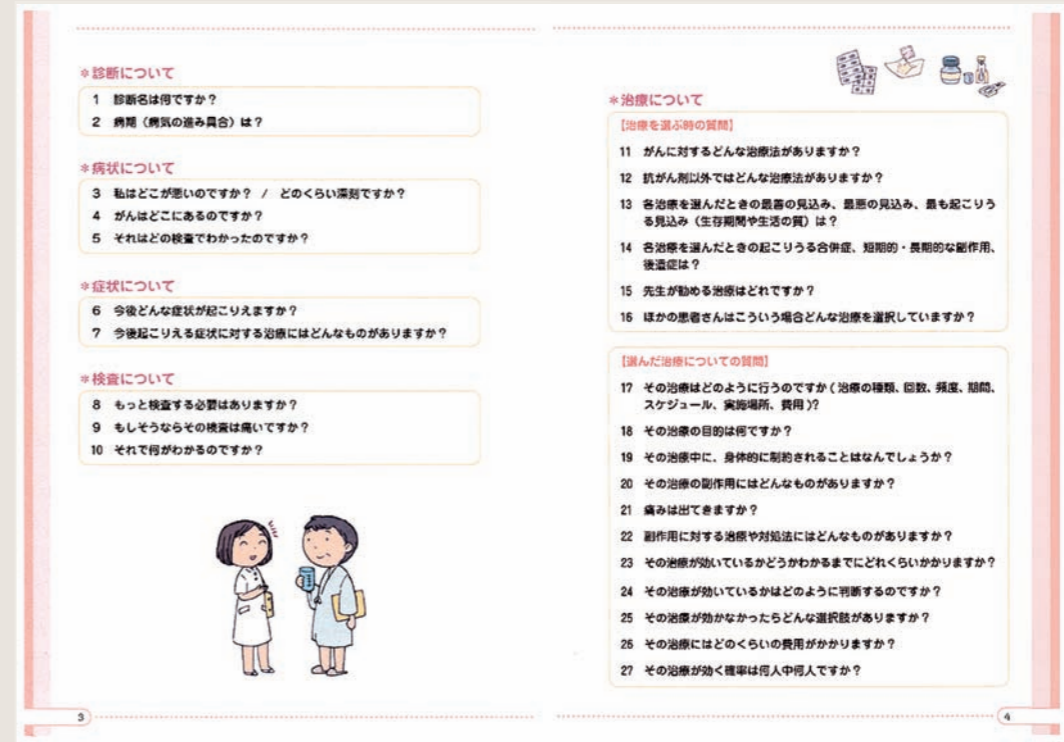 *診断について
1 診断名は何ですか？
2 病期（病気の進み具合）は？
*病状について
3 私はどこが悪いのですか？ / どのくらい深刻ですか？
4 がんはどこにあるのですか？
5 それはどの検査でわかったのですか？
*症状について
6 今後どんな症状が起こりえますか？
7 今後起こりえる症状に対する治療にはどんなものがありますか？
*検査について
8 もっと検査する必要はありますか？
9 もしそうならその検査は痛いですか？
10 それで何がわかるのですか？
3
*治療について
【治療を選ぶ時の質問】
11 がんに対するどんな治療法がありますか？
12 抗がん剤以外ではどんな治療法がありますか？
13 各治療を選んだときの最善の見込み、最悪の見込み、最も起こりう
る見込み（生存期間や生活の質）は？
14 各治療を選んだときの起こりうる合併症、短期的・長期的な副作用、
後遺症は？
15 先生が勧める治療はどれですか？
16 ほかの患者さんはこういう場合どんな治療を選択していますか？
【選んだ治療についての質問】
17 その治療はどのように行うのですか（治療の種類、回数、頻度、期間、
スケジュール、実施場所、費用）？
18 その治療の目的は何ですか？
19 その治療中に、身体的に制約されることはなんでしょうか？
20 その治療の副作用にはどんなものがありますか？
21 痛みは出てきますか？
22 副作用に対する治療や対処法にはどんなものがありますか？
23 その治療が効いているかどうかわかるまでにどれくらいかかりますか？
24 その治療が効いているかはどのように判断するのですか？
25 その治療が効かなかったらどんな選択肢がありますか？
26 その治療にはどのくらいの費用がかかりますか？
27 その治療が効く確率は何人中何人ですか？
4